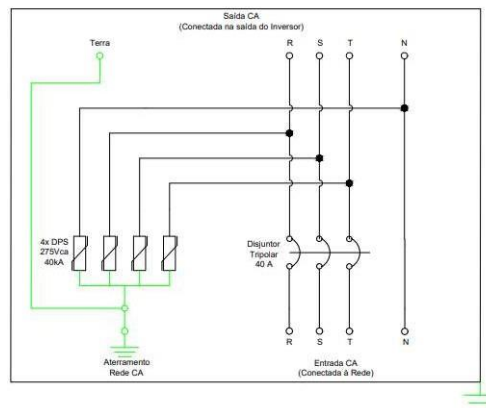 Saída CA
(Conectada na saída do Inversor)
Terra
R S T N
4x DPS
275Vca
40kA
Disjuntor
Tripolar
40 A
R S T N
Aterramento
Rede CA
Entrada CA
(Conectada à Rede)